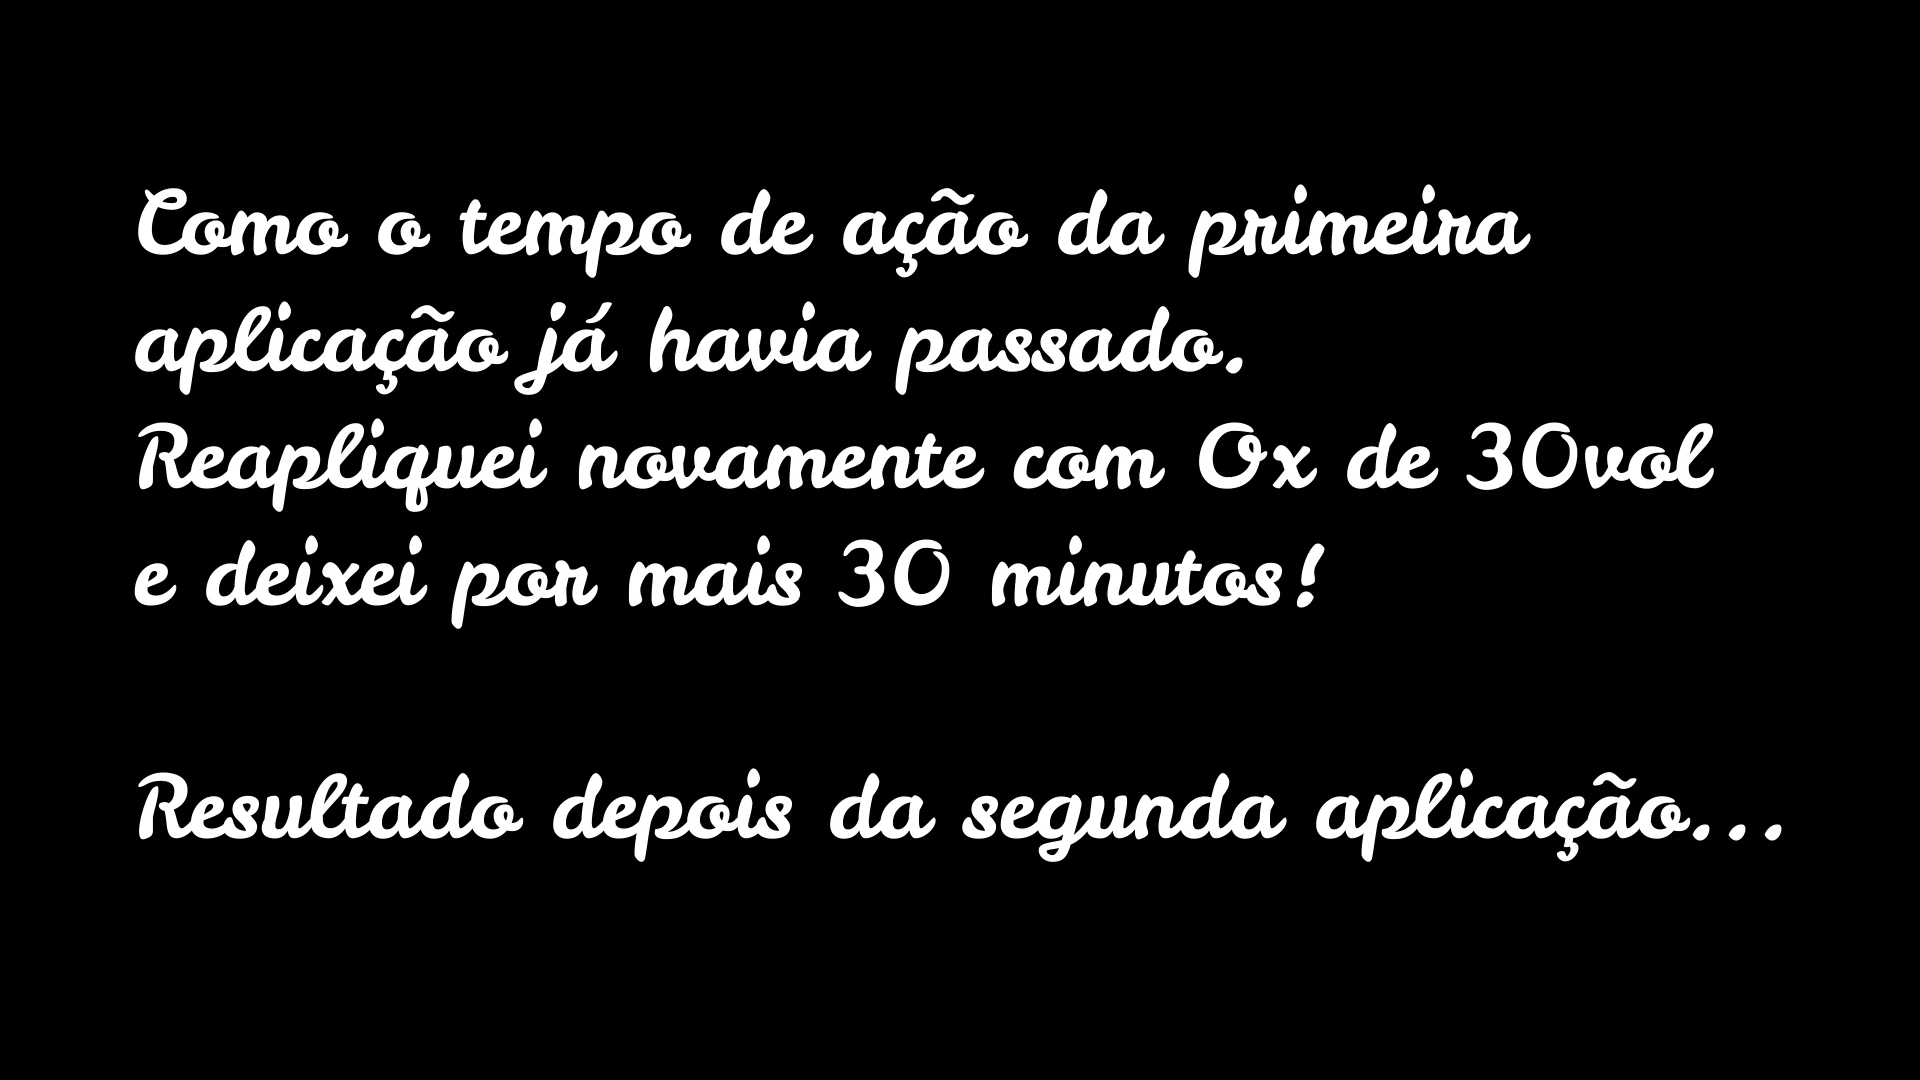 Como o tempo de ação da primeira
aplicação já havia passado.
Reapliquei novamente com Ox de 30vol
e deixei por mais 30 minutos!
Resultado depois da segunda aplicação...